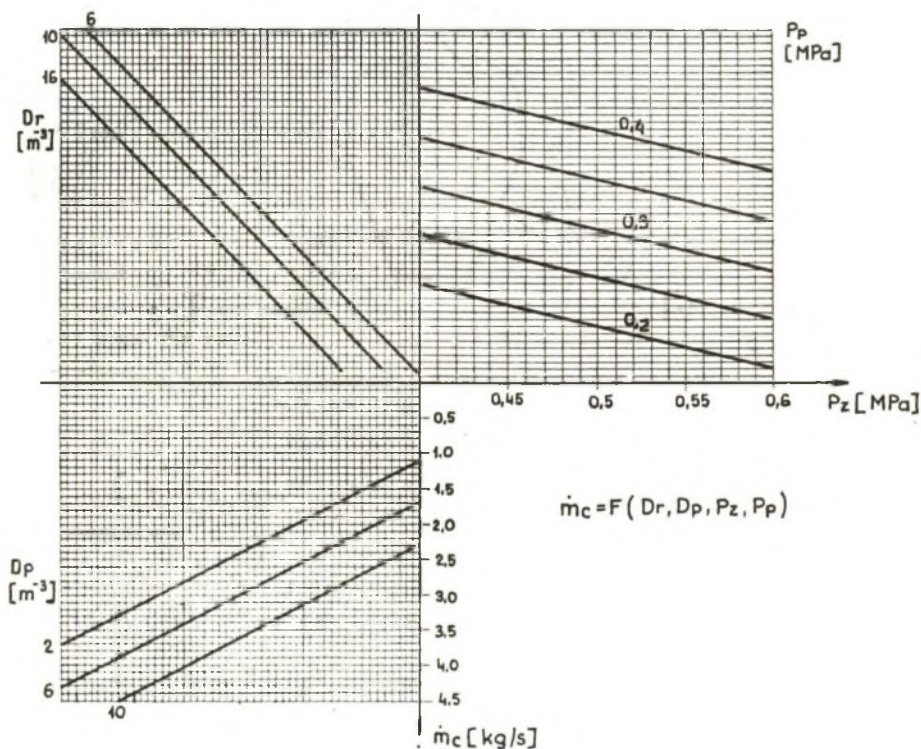 6
10
16
Dr
[m⁻³]
Pp
[MPa]
0,4
0,3
0,2
0,45 0,5 0,55 0,6
Pz [MPa]
0,5
1.0
1,5
2,0
2,5
3,0
3,5
4,0
4,5
ṁc = F (Dr, Dp, Pz, Pp)
Dp
[m⁻³]
2
6
10
ṁc [kg/s]